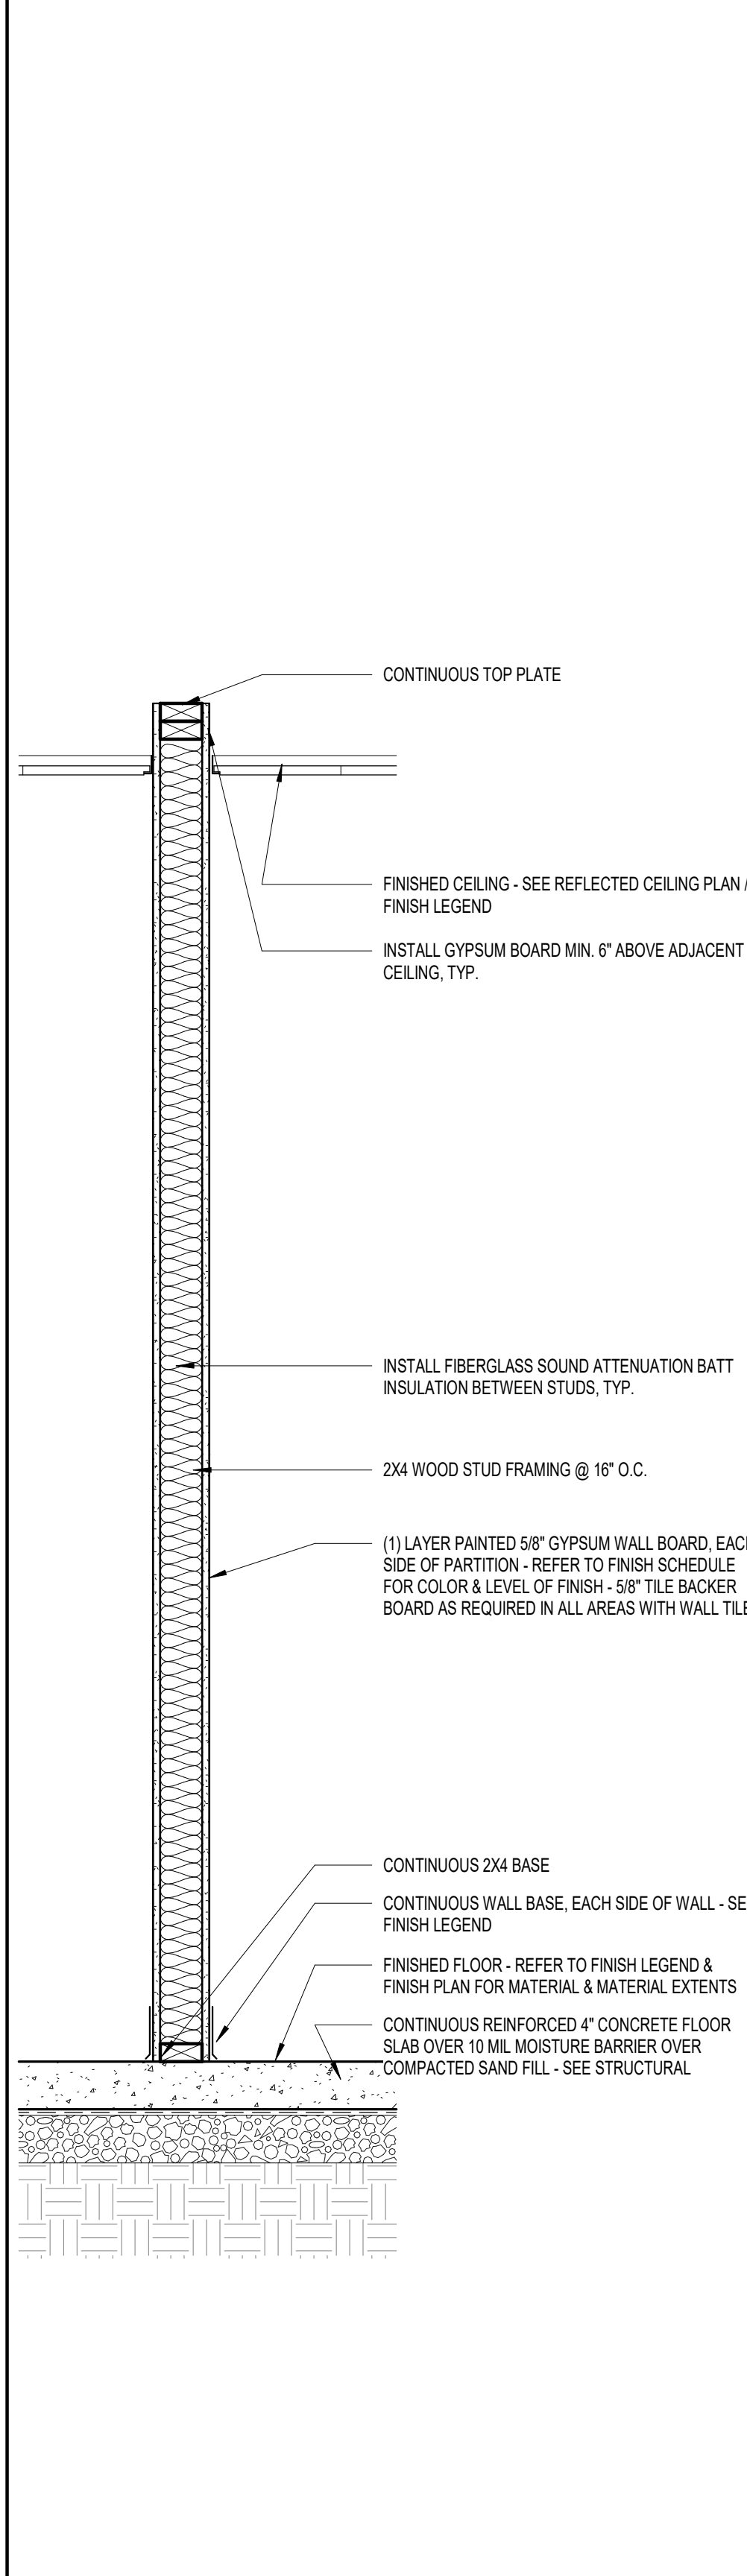 CONTINUOUS TOP PLATE
FINISHED CEILING - SEE REFLECTED CEILING PLAN /
FINISH LEGEND
INSTALL GYPSUM BOARD MIN. 6" ABOVE ADJACENT
CEILING, TYP.
INSTALL FIBERGLASS SOUND ATTENUATION BATT
INSULATION BETWEEN STUDS, TYP.
2X4 WOOD STUD FRAMING @ 16" O.C.
(1) LAYER PAINTED 5/8" GYPSUM WALL BOARD,
SIDE OF PARTITION - REFER TO FINISH SCHEDULE
FOR COLOR & LEVEL OF FINISH - 5/8" TILE BACKER
BOARD AS REQUIRED IN ALL AREAS WITH WALL TILE
CONTINUOUS 2X4 BASE
CONTINUOUS WALL BASE, EACH SIDE OF WALL -
FINISH LEGEND
FINISHED FLOOR - REFER TO FINISH LEGEND &
FINISH PLAN FOR MATERIAL & MATERIAL EXTENTS
CONTINUOUS REINFORCED 4" CONCRETE FLOOR
SLAB OVER 10 MIL MOISTURE BARRIER OVER
COMPACTED SAND FILL - SEE STRUCTURAL